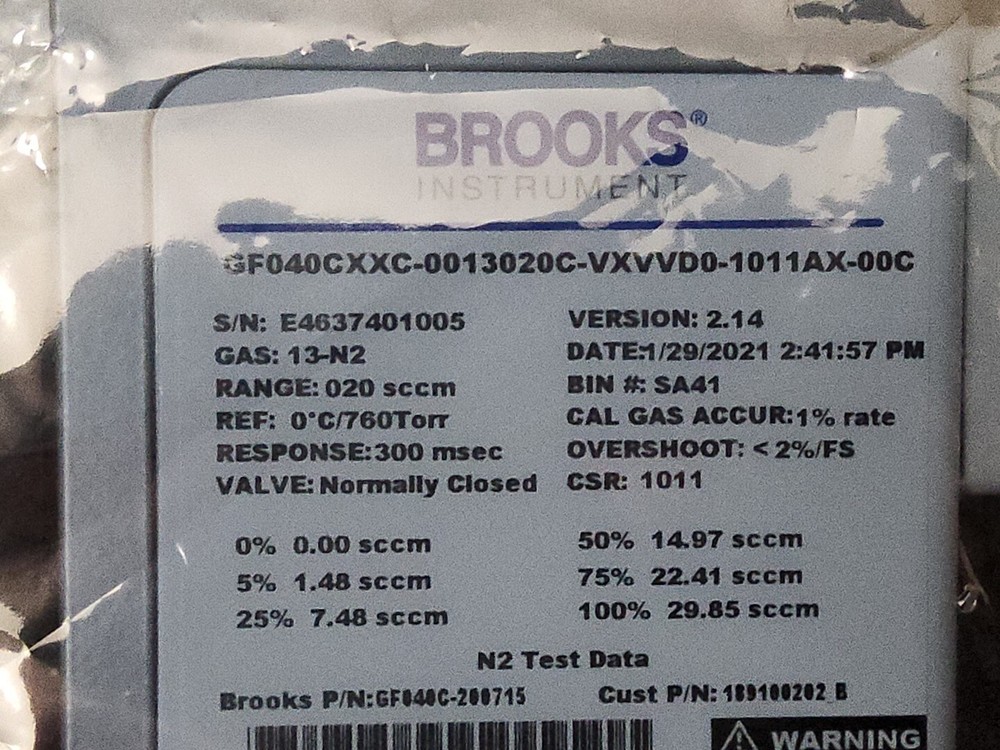 BROOKS®
INSTRUMENT
GF040CXXC-0013020C-VXVVD0-1011AX-00C
S/N: E4637401005 VERSION: 2.14
GAS: 13-N2 DATE:1/29/2021 2:41:57 PM
RANGE: 020 sccm BIN #: SA41
REF: 0°C/760Torr CAL GAS ACCUR:1% rate
RESPONSE:300 msec OVERSHOOT: < 2%/FS
VALVE: Normally Closed CSR: 1011
0% 0.00 sccm 50% 14.97 sccm
5% 1.48 sccm 75% 22.41 sccm
25% 7.48 sccm 100% 29.85 sccm
N2 Test Data
Brooks P/N:GF040C-200715 Cust P/N: 189100202_B
WARNING